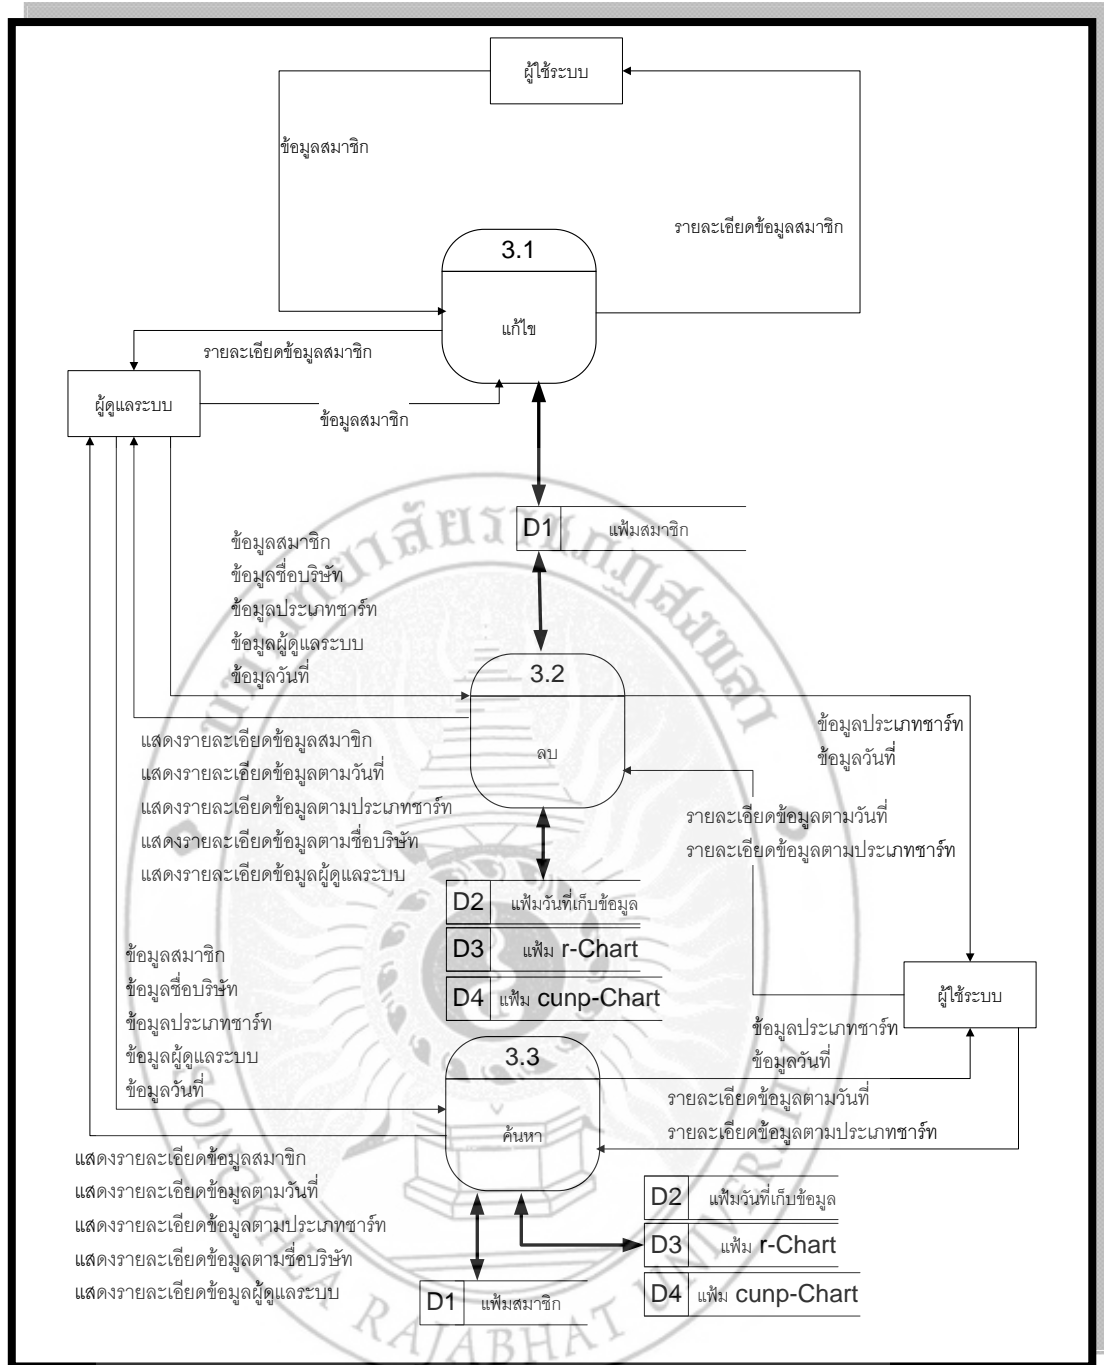 ผู้ใช้ระบบ
ข้อมูลสมาชิก
รายละเอียดข้อมูลสมาชิก
3.1
แก้ไข
รายละเอียดข้อมูลสมาชิก
ผู้ดูแลระบบ
ข้อมูลสมาชิก
D1 แฟ้มสมาชิก
ข้อมูลสมาชิก
ข้อมูลชื่อบริษัท
ข้อมูลประเภทชาร์ท
ข้อมูลผู้ดูแลระบบ
ข้อมูลวันที่
3.2
ลบ
ข้อมูลประเภทชาร์ท
ข้อมูลวันที่
แสดงรายละเอียดข้อมูลสมาขิก
แสดงรายละเอียดข้อมูลตามวันที่
แสดงรายละเอียดข้อมูลตามประเภทชาร์ท
แสดงรายละเอียดข้อมูลตามชื่อบริษัท
แสดงรายละเอียดข้อมูลผู้ดูแลระบบ
รายละเอียดข้อมูลตามวันที่
รายละเอียดข้อมูลตามประเภทชาร์ท
D2 แฟ้มวันที่เก็บข้อมูล
D3 แฟ้ม r-Chart
D4 แฟ้ม cunp-Chart
ผู้ใช้ระบบ
ข้อมูลสมาชิก
ข้อมูลชื่อบริษัท
ข้อมูลประเภทชาร์ท
ข้อมูลผู้ดูแลระบบ
ข้อมูลวันที่
3.3
ค้นหา
ข้อมูลประเภทชาร์ท
ข้อมูลวันที่
รายละเอียดข้อมูลตามวันที่
รายละเอียดข้อมูลตามประเภทชาร์ท
แสดงรายละเอียดข้อมูลสมาขิก
แสดงรายละเอียดข้อมูลตามวันที่
แสดงรายละเอียดข้อมูลตามประเภทชาร์ท
แสดงรายละเอียดข้อมูลตามชื่อบริษัท
แสดงรายละเอียดข้อมูลผู้ดูแลระบบ
D2 แฟ้มวันที่เก็บข้อมูล
D3 แฟ้ม r-Chart
D4 แฟ้ม cunp-Chart
D1 แฟ้มสมาชิก
มหาวิทยาลัยราชภัฏสงขลา
SONGKHLA RAJABHAT UNIVERSITY